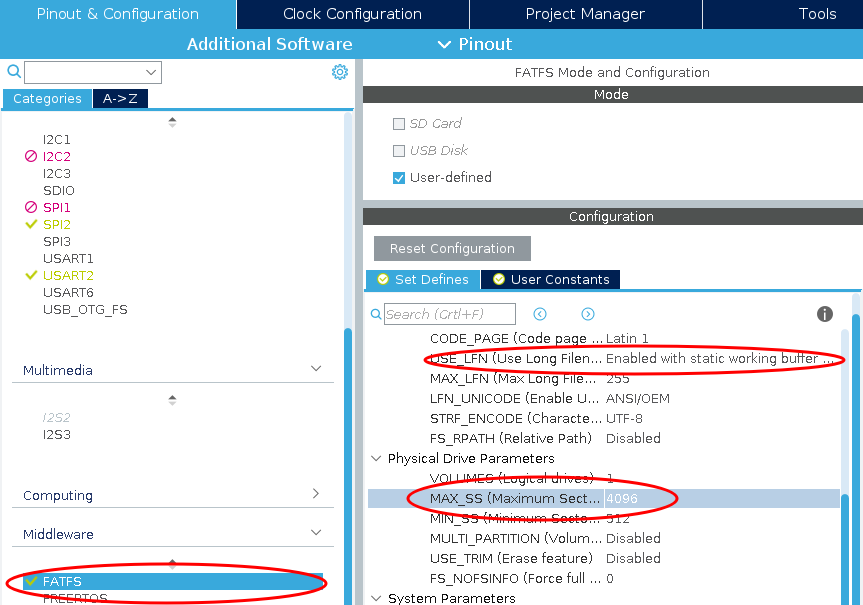 Pinout & Configuration
Clock Configuration
Project Manager
Tools
Additional Software
Pinout
Categories
A->Z
I2C1
I2C2
I2C3
SDIO
SPI1
SPI2
SPI3
USART1
USART2
USART6
USB_OTG_FS
Multimedia
I2S2
I2S3
Computing
Middleware
FATFS
FREERTOS
FATFS Mode and Configuration
Mode
SD Card
USB Disk
User-defined
Configuration
Reset Configuration
Set Defines
User Constants
Search (Crtl+F)
CODE_PAGE (Code page ... Latin 1
USE_LFN (Use Long Filen... Enabled with static working buffer ...
MAX_LFN (Max Long File... 255
LFN_UNICODE (Enable U... ANSI/OEM
STRF_ENCODE (Characte... UTF-8
FS_RPATH (Relative Path) Disabled
Physical Drive Parameters
VOLUMES (Logical drives) 1
MAX_SS (Maximum Sect... 4096
MIN_SS (Minimum Secto... 512
MULTI_PARTITION (Volum... Disabled
USE_TRIM (Erase feature) Disabled
FS_NOFSINFO (Force full ... 0
System Parameters